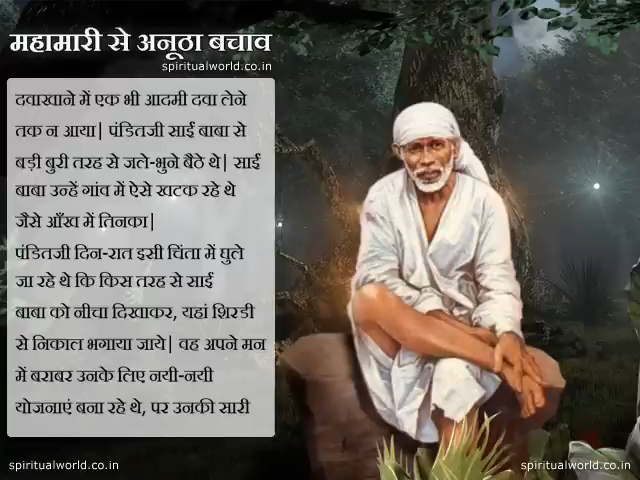 महामारी से अनूठा बचाव
spiritualworld.co.in
दवाखाने में एक भी आदमी दवा लेने
तक न आया| पंडितजी साईं बाबा से
बड़ी बुरी तरह से जले-भुने बैठे थे| साईं
बाबा उन्हें गांव में ऐसे खटक रहे थे
जैसे आँख में तिनका|
पंडितजी दिन-रात इसी चिंता में घुले
जा रहे थे कि किस तरह से साईं
बाबा को नीचा दिखाकर, यहां शिरडी
से निकाल भगाया जाये| वह अपने मन
में बराबर उनके लिए नयी-नयी
योजनाएं बना रहे थे, पर उनकी सारी
spiritualworld.co.in
spiritualworld.co.in